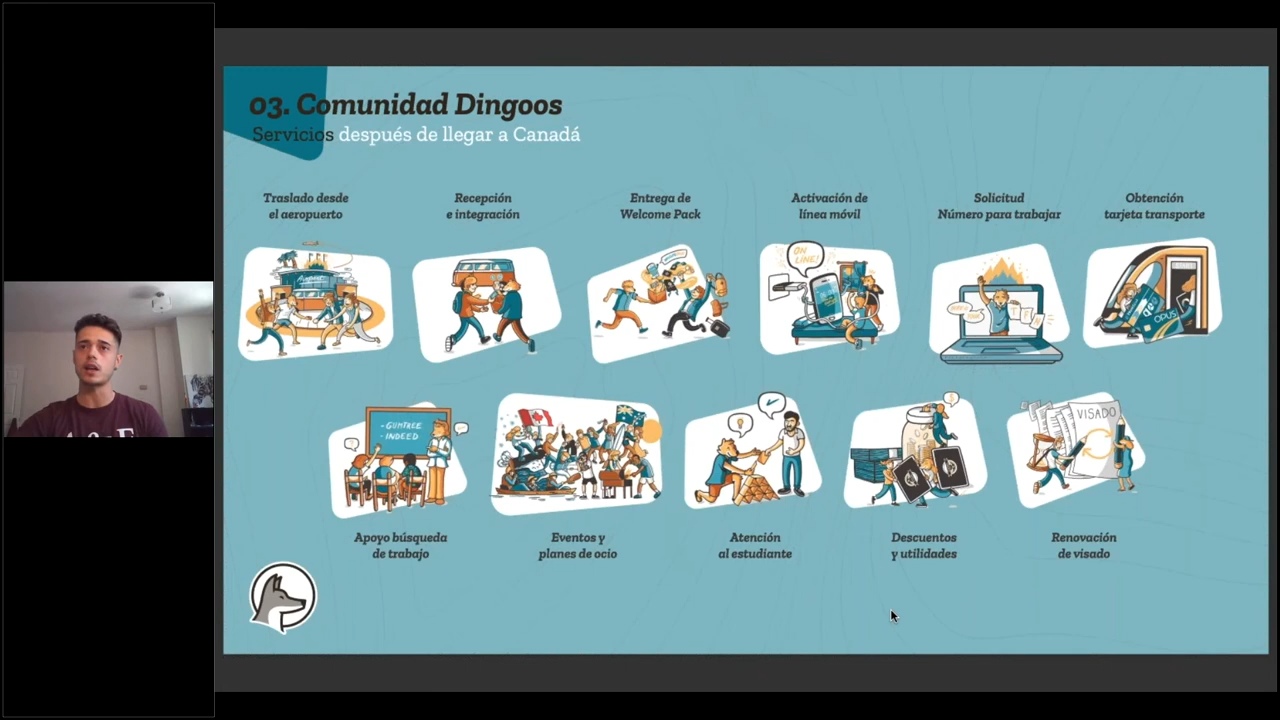 03. Comunidad Dingoos
Servicios después de llegar a Canadá
Traslado desde
el aeropuerto
Recepción
e integración
Entrega de
Welcome Pack
Activación de
línea móvil
Solicitud
Número para trabajar
Obtención
tarjeta transporte
ON
LINE!
OPUS
- GUMTREE
- INDEED
VISADO
Apoyo búsqueda
de trabajo
Eventos y
planes de ocio
Atención
al estudiante
Descuentos
y utilidades
Renovación
de visado